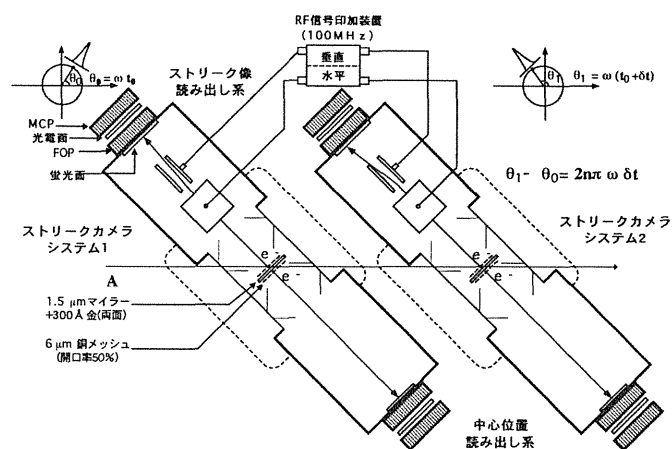 RF信号印加装置
(100MHz)
垂直
水平
θ₀
θ₀ = ω t₀
θ₁
θ₁ = ω (t₀+δt)
ストリーク像
読み出し系
MCP
光電面
FOP
蛍光面
θ₁- θ₀= 2nπ ω δt
ストリークカメラ
システム1
ストリークカメラ
システム2
e -
e -
e -
e -
A
1.5 μmマイラー
+300Å 金(両面)
6 μm 銅メッシュ
(開口率50%)
中心位置
読み出し系